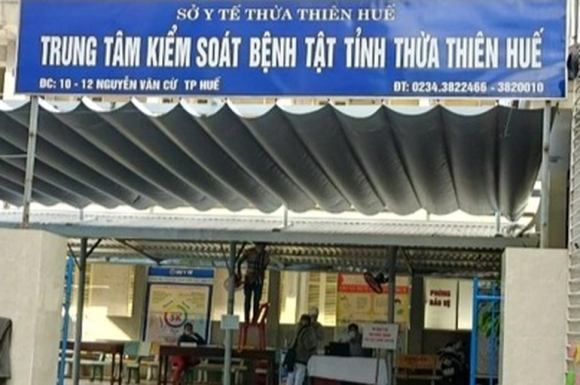 SỞ Y TẾ THỪA THIÊN HUẾ
TRUNG TÂM KIỂM SOÁT BỆNH TẬT TỈNH THỪA THIÊN HUẾ
ĐC: 10 - 12 NGUYỄN VĂN CỪ TP HUẾ
ĐT: 0234.3822466 - 3820010
5K
PHÒNG
BẢO VỆ